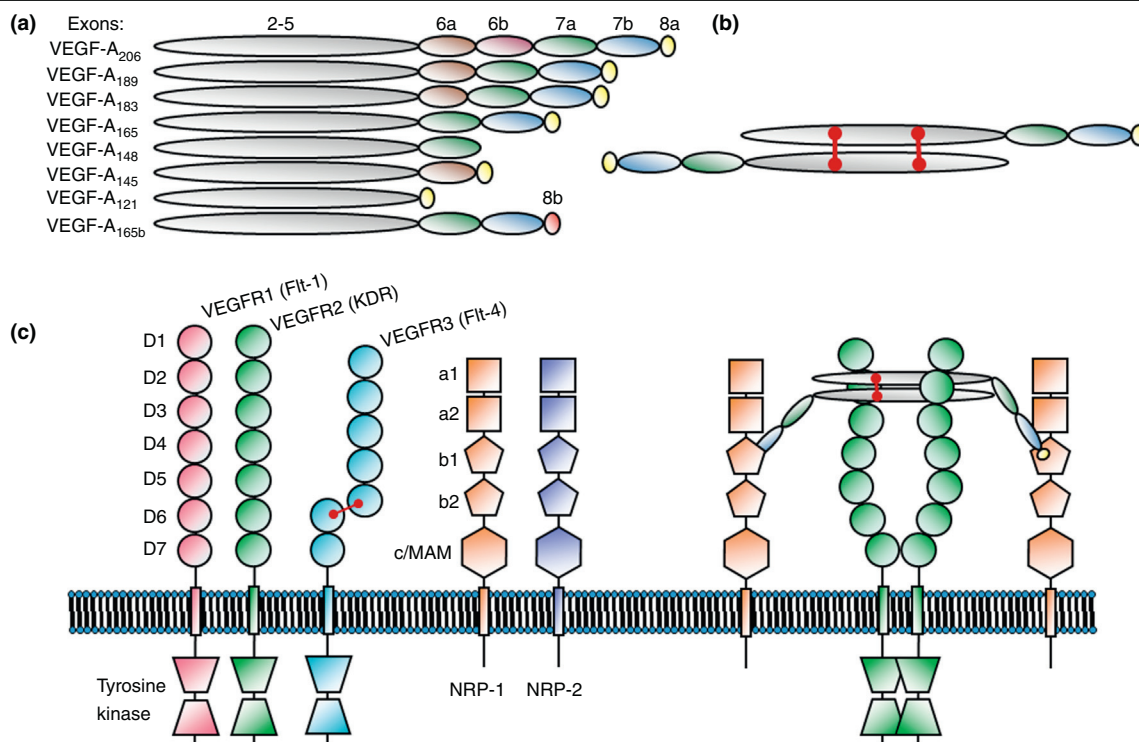 (a) Exons: 2-5 6a 6b 7a 7b 8a
VEGF-A206
VEGF-A189
VEGF-A183
VEGF-A165
VEGF-A148
VEGF-A145
VEGF-A121
8b
VEGF-A165b
(b)
(c)
VEGFR1 (Flt-1)
VEGFR2 (KDR)
VEGFR3 (Flt-4)
D1
D2
D3
D4
D5
D6
D7
a1
a2
b1
b2
c/MAM
Tyrosine
kinase
NRP-1 NRP-2